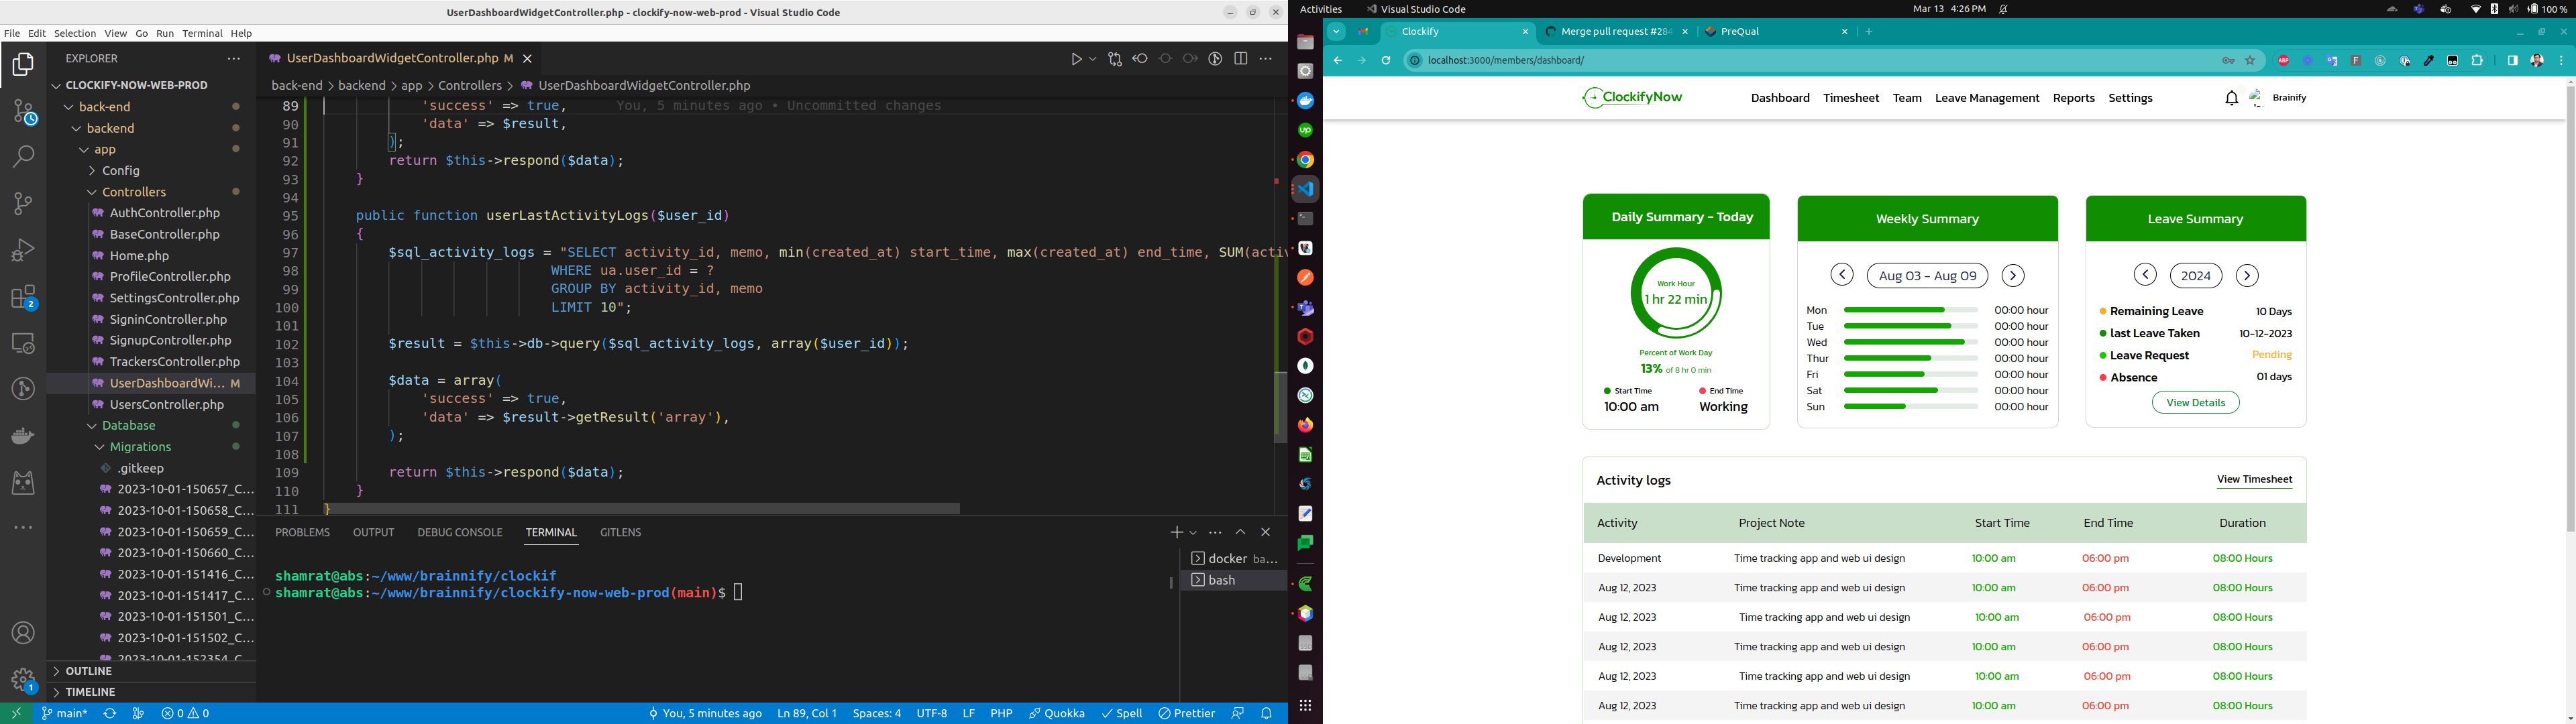 UserDashboardWidgetController.php - clockify-now-web-prod - Visual Studio Code
File Edit Selection View Go Run Terminal Help
EXPLORER
CLOCKIFY-NOW-WEB-PROD
back-end
backend
app
Config
Controllers
AuthController.php
BaseController.php
Home.php
ProfileController.php
SettingsController.php
SigninController.php
SignupController.php
TrackersController.php
UserDashboardWi... M
UsersController.php
Database
Migrations
.gitkeep
2023-10-01-150657_C...
2023-10-01-150658_C...
2023-10-01-150659_C...
2023-10-01-150660_C...
2023-10-01-151416_C...
2023-10-01-151417_C...
2023-10-01-151501_C...
2023-10-01-151502_C...
2023-10-01-152354_C...
OUTLINE
TIMELINE
2
1
UserDashboardWidgetController.php M
back-end > backend > app > Controllers > UserDashboardWidgetController.php
89 'success' => true, You, 5 minutes ago • Uncommitted changes
90 'data' => $result,
91 );
92 return $this->respond($data);
93 }
94
95 public function userLastActivityLogs($user_id)
96 {
97 $sql_activity_logs = "SELECT activity_id, memo, min(created_at) start_time, max(created_at) end_time, SUM(activ
98 WHERE ua.user_id = ?
99 GROUP BY activity_id, memo
100 LIMIT 10";
101
102 $result = $this->db->query($sql_activity_logs, array($user_id));
103
104 $data = array(
105 'success' => true,
106 'data' => $result->getResult('array'),
107 );
108
109 return $this->respond($data);
110 }
111 }
PROBLEMS OUTPUT DEBUG CONSOLE TERMINAL GITLENS
shamrat@abs:~/www/brainnify/clockif
shamrat@abs:~/www/brainnify/clockify-now-web-prod(main)$
docker ba...
bash
main* 0 0 You, 5 minutes ago Ln 89, Col 1 Spaces: 4 UTF-8 LF PHP Quokka Spell Prettier
Activities Visual Studio Code Mar 13 4:26 PM 100 %
Clockify Merge pull request #284 PreQual
localhost:3000/members/dashboard/
ClockifyNow Dashboard Timesheet Team Leave Management Reports Settings Brainify
Daily Summary - Today
Work Hour
1 hr 22 min
Percent of Work Day
13% of 8 hr 0 min
Start Time End Time
10:00 am Working
Weekly Summary
Aug 03 - Aug 09
Mon 00:00 hour
Tue 00:00 hour
Wed 00:00 hour
Thur 00:00 hour
Fri 00:00 hour
Sat 00:00 hour
Sun 00:00 hour
Leave Summary
2024
Remaining Leave 10 Days
last Leave Taken 10-12-2023
Leave Request Pending
Absence 01 days
View Details
Activity logs View Timesheet
Activity Project Note Start Time End Time Duration
Development Time tracking app and web ui design 10:00 am 06:00 pm 08:00 Hours
Aug 12, 2023 Time tracking app and web ui design 10:00 am 06:00 pm 08:00 Hours
Aug 12, 2023 Time tracking app and web ui design 10:00 am 06:00 pm 08:00 Hours
Aug 12, 2023 Time tracking app and web ui design 10:00 am 06:00 pm 08:00 Hours
Aug 12, 2023 Time tracking app and web ui design 10:00 am 06:00 pm 08:00 Hours
Aug 12, 2023 Time tracking app and web ui design 10:00 am 06:00 pm 08:00 Hours